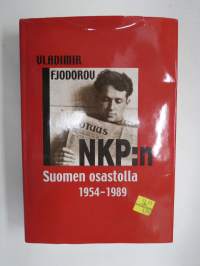 VLADIMIR
FJODOROV
NKP:n
Suomen osastolla
1954-1989